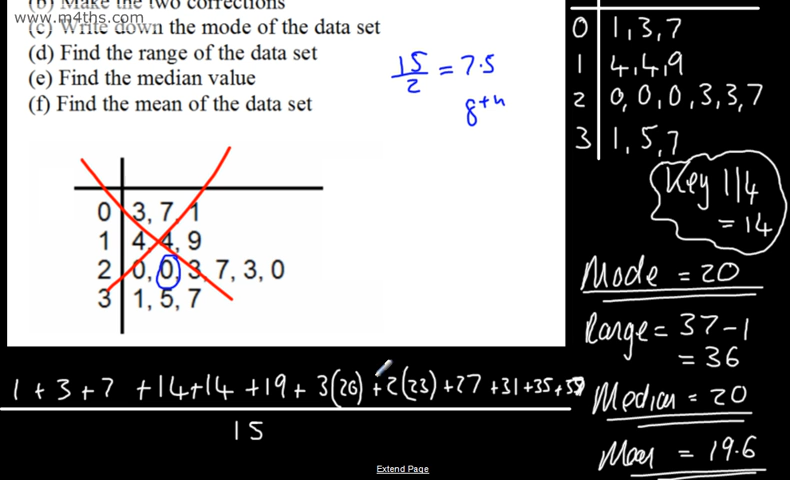 (b) Make the two corrections
www.m4ths.com
(c) Write down the mode of the data set
(d) Find the range of the data set
(e) Find the median value
(f) Find the mean of the data set
15/2 = 7.5
8th
0 3, 7, 1
1 4, 4, 9
2 0, 0, 3, 7, 3, 0
3 1, 5, 7
0 1, 3, 7
1 4, 4, 9
2 0, 0, 0, 3, 3, 7
3 1, 5, 7
Key 1|4
= 14
Mode = 20
Range = 37 - 1
= 36
Median = 20
Mean = 19.6
1 + 3 + 7 + 14 + 14 + 19 + 3(20) + 2(23) + 27 + 31 + 35 + 37
15
Extend Page